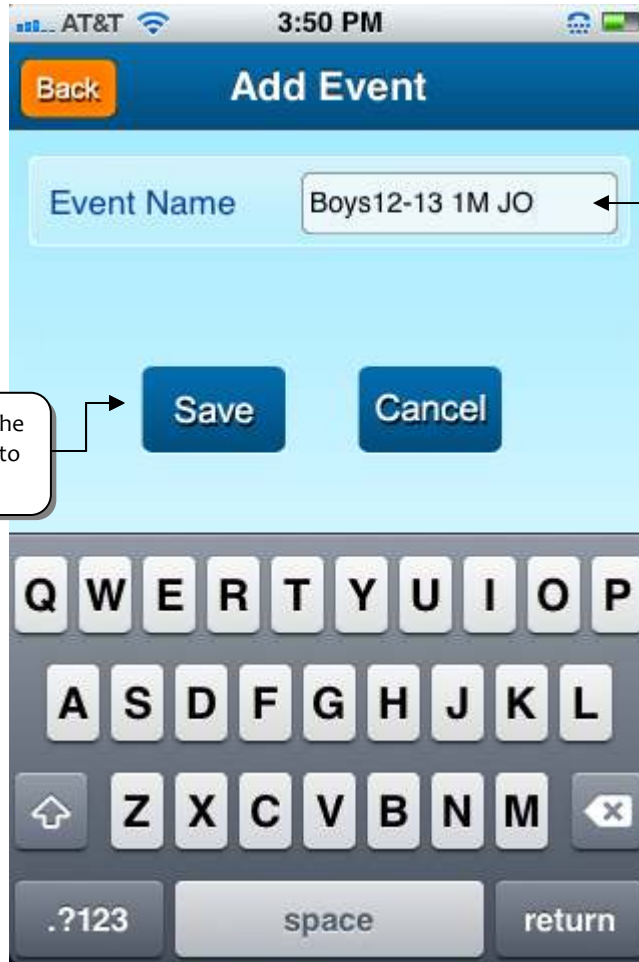 AT&T 3:50 PM
Back Add Event
Event Name Boys12-13 1M JO
Save Cancel
he
to
Q W E R T Y U I O P
A S D F G H J K L
Z X C V B N M
.?123 space return